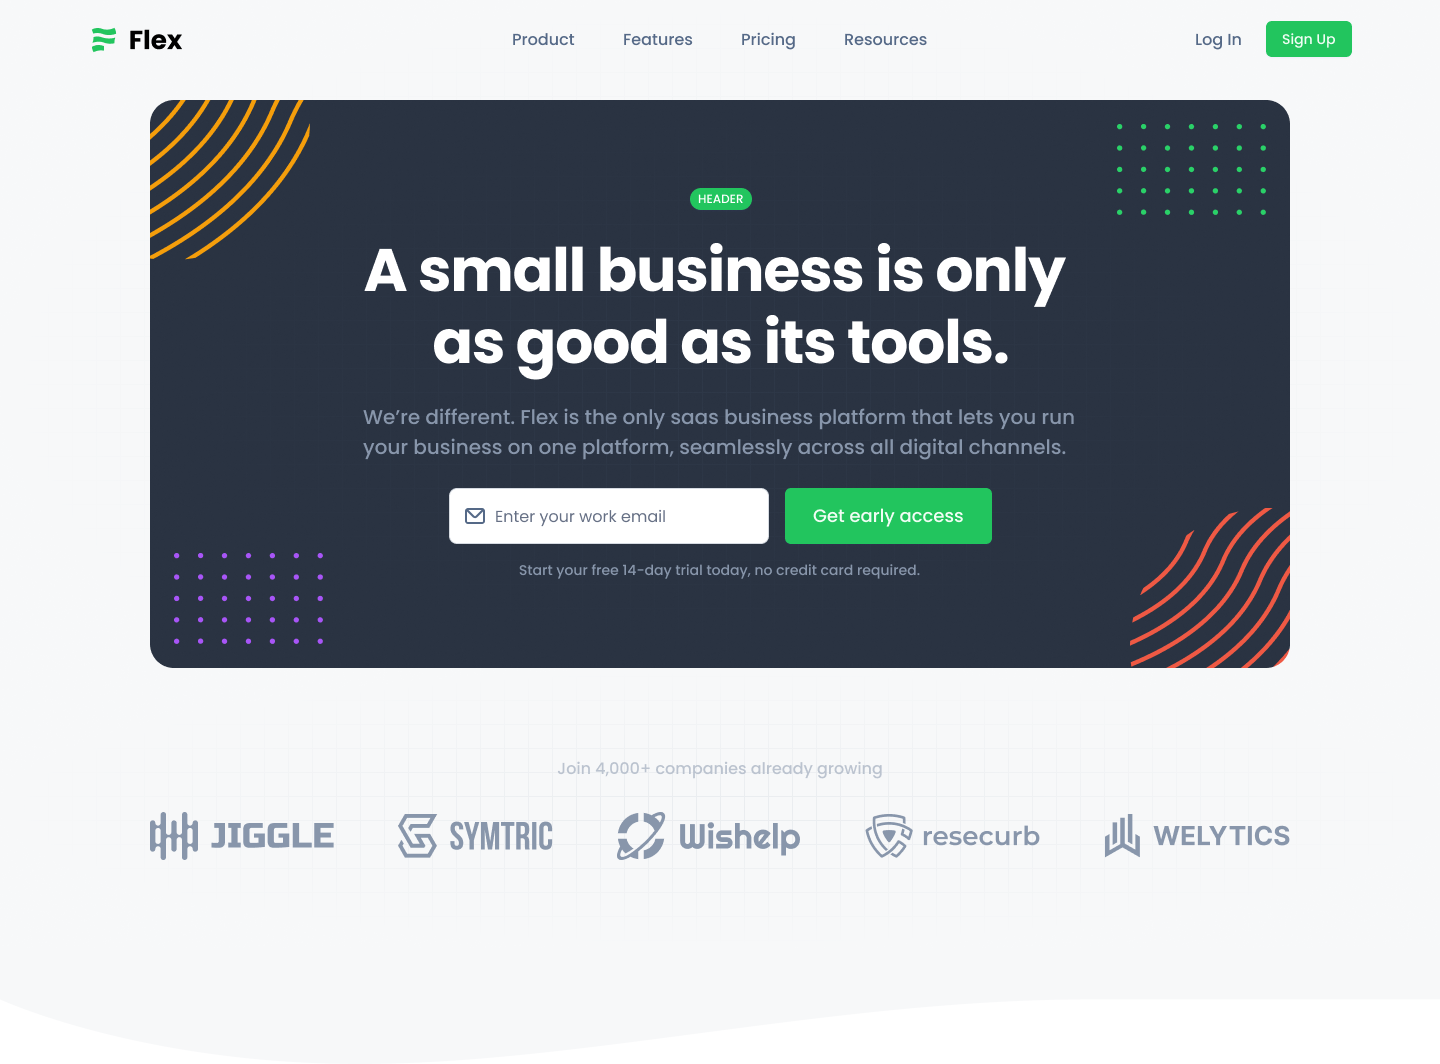 Flex
Product Features Pricing Resources
Log In Sign Up
HEADER
A small business is only
as good as its tools.
We’re different. Flex is the only saas business platform that lets you run
your business on one platform, seamlessly across all digital channels.
Enter your work email
Get early access
Start your free 14-day trial today, no credit card required.
Join 4,000+ companies already growing
JIGGLE SYMTRIC Wishelp resecurb WELYTICS